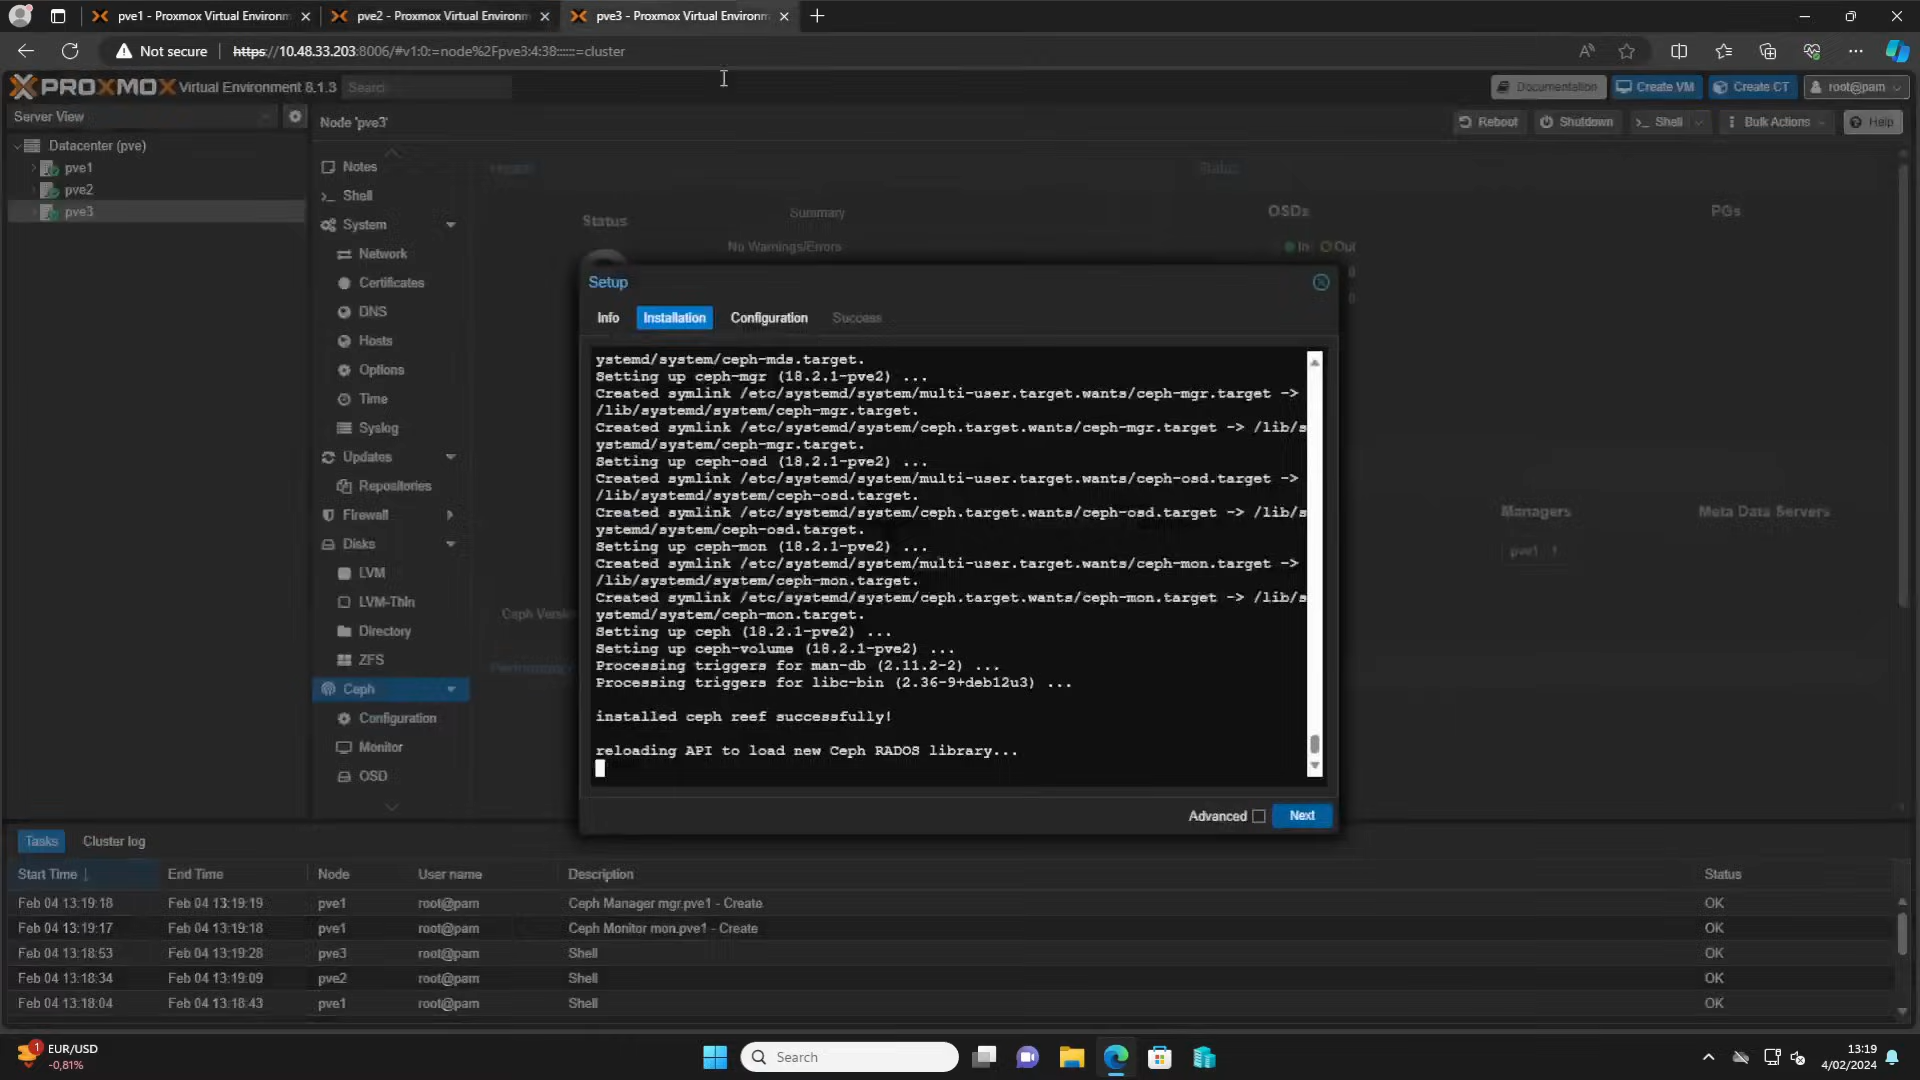 pve1 - Proxmox Virtual Environm
pve2 - Proxmox Virtual Environm
pve3 - Proxmox Virtual Environm
Not secure
https://10.48.33.203:8006/#v1:0:=node%2Fpve3:4:38::::::=cluster
PROXMOX Virtual Environment 8.1.3
Search
Documentation
Create VM
Create CT
root@pam
Server View
Node 'pve3'
Reboot
Shutdown
Shell
Bulk Actions
Help
Datacenter (pve)
pve1
pve2
pve3
Notes
Shell
System
Network
Certificates
DNS
Hosts
Options
Time
Syslog
Updates
Repositories
Firewall
Disks
LVM
LVM-Thin
Directory
ZFS
Ceph
Configuration
Monitor
OSD
Health
Status
Status
Summary
No Warnings/Errors
OSDs
In
Out
PGs
Managers
Meta Data Servers
pve1
Ceph Version
Setup
Info
Installation
Configuration
Success
ystemd/system/ceph-mds.target.
Setting up ceph-mgr (18.2.1-pve2) ...
Created symlink /etc/systemd/system/multi-user.target.wants/ceph-mgr.target ->
/lib/systemd/system/ceph-mgr.target.
Created symlink /etc/systemd/system/ceph.target.wants/ceph-mgr.target -> /lib/s
ystemd/system/ceph-mgr.target.
Setting up ceph-osd (18.2.1-pve2) ...
Created symlink /etc/systemd/system/multi-user.target.wants/ceph-osd.target ->
/lib/systemd/system/ceph-osd.target.
Created symlink /etc/systemd/system/ceph.target.wants/ceph-osd.target -> /lib/s
ystemd/system/ceph-osd.target.
Setting up ceph-mon (18.2.1-pve2) ...
Created symlink /etc/systemd/system/multi-user.target.wants/ceph-mon.target ->
/lib/systemd/system/ceph-mon.target.
Created symlink /etc/systemd/system/ceph.target.wants/ceph-mon.target -> /lib/s
ystemd/system/ceph-mon.target.
Setting up ceph (18.2.1-pve2) ...
Setting up ceph-volume (18.2.1-pve2) ...
Processing triggers for man-db (2.11.2-2) ...
Processing triggers for libc-bin (2.36-9+deb12u3) ...
installed ceph reef successfully!
reloading API to load new Ceph RADOS library...
Advanced
Next
Tasks
Cluster log
Start Time
End Time
Node
User name
Description
Status
Feb 04 13:19:18 Feb 04 13:19:19 pve1 root@pam Ceph Manager mgr.pve1 - Create OK
Feb 04 13:19:17 Feb 04 13:19:18 pve1 root@pam Ceph Monitor mon.pve1 - Create OK
Feb 04 13:18:53 Feb 04 13:19:28 pve3 root@pam Shell OK
Feb 04 13:18:34 Feb 04 13:19:09 pve2 root@pam Shell OK
Feb 04 13:18:04 Feb 04 13:18:43 pve1 root@pam Shell OK
1
EUR/USD
-0,81%
Search
13:19
4/02/2024